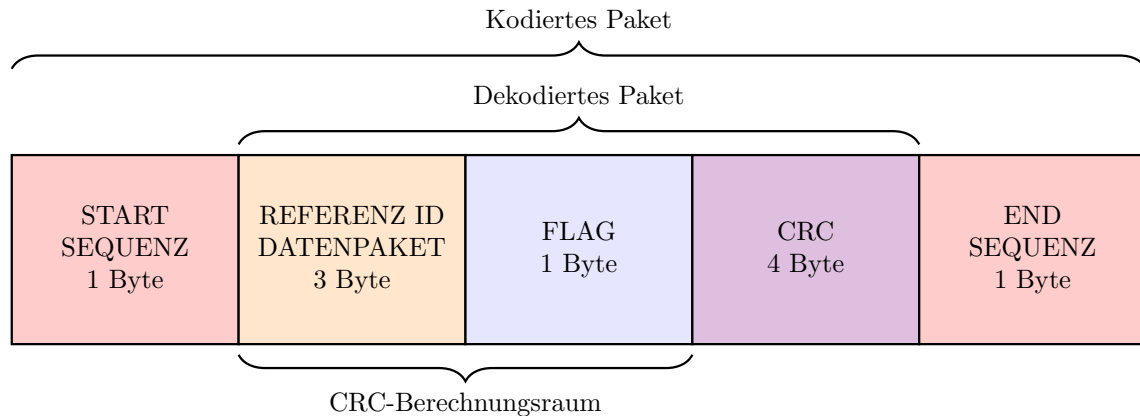 Kodiertes Paket
Dekodiertes Paket
START
SEQUENZ
1 Byte
REFERENZ ID
DATENPAKET
3 Byte
FLAG
1 Byte
CRC
4 Byte
END
SEQUENZ
1 Byte
CRC-Berechnungsraum